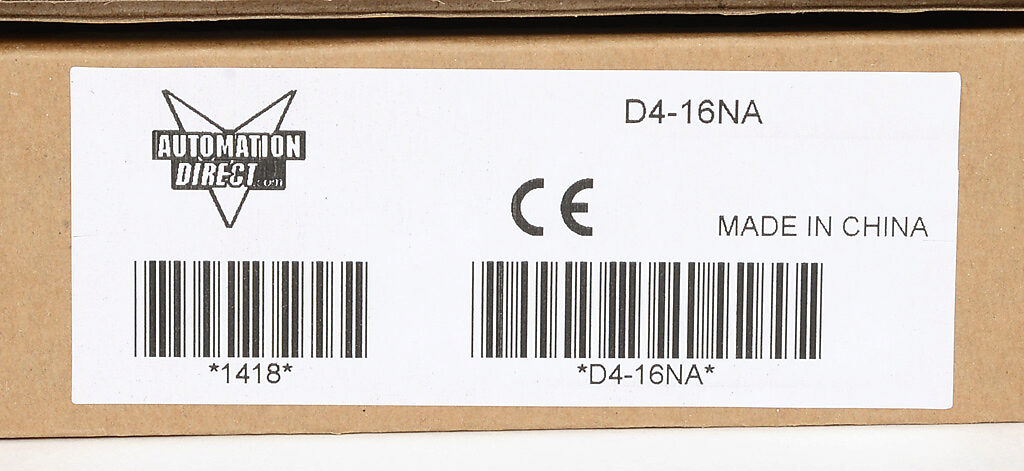 AUTOMATION
DIRECT.com
D4-16NA
CE
MADE IN CHINA
*1418*
*D4-16NA*